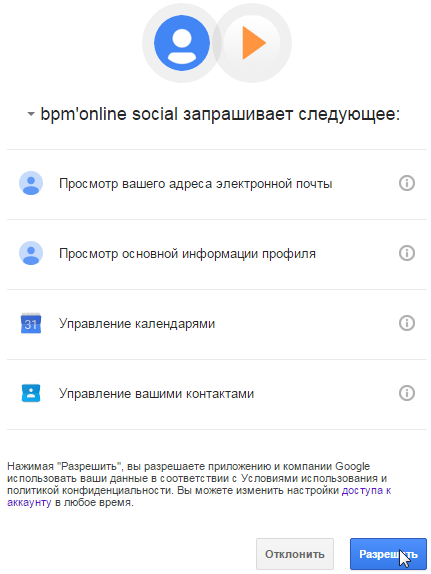 bpm'online social запрашивает следующее:
Просмотр вашего адреса электронной почты
Просмотр основной информации профиля
31
Управление календарями
Управление вашими контактами
Нажимая "Разрешить", вы разрешаете приложению и компании Google
использовать ваши данные в соответствии с Условиями использования и
политикой конфиденциальности. Вы можете изменить настройки доступа к
аккаунту в любое время.
Отклонить
Разрешить